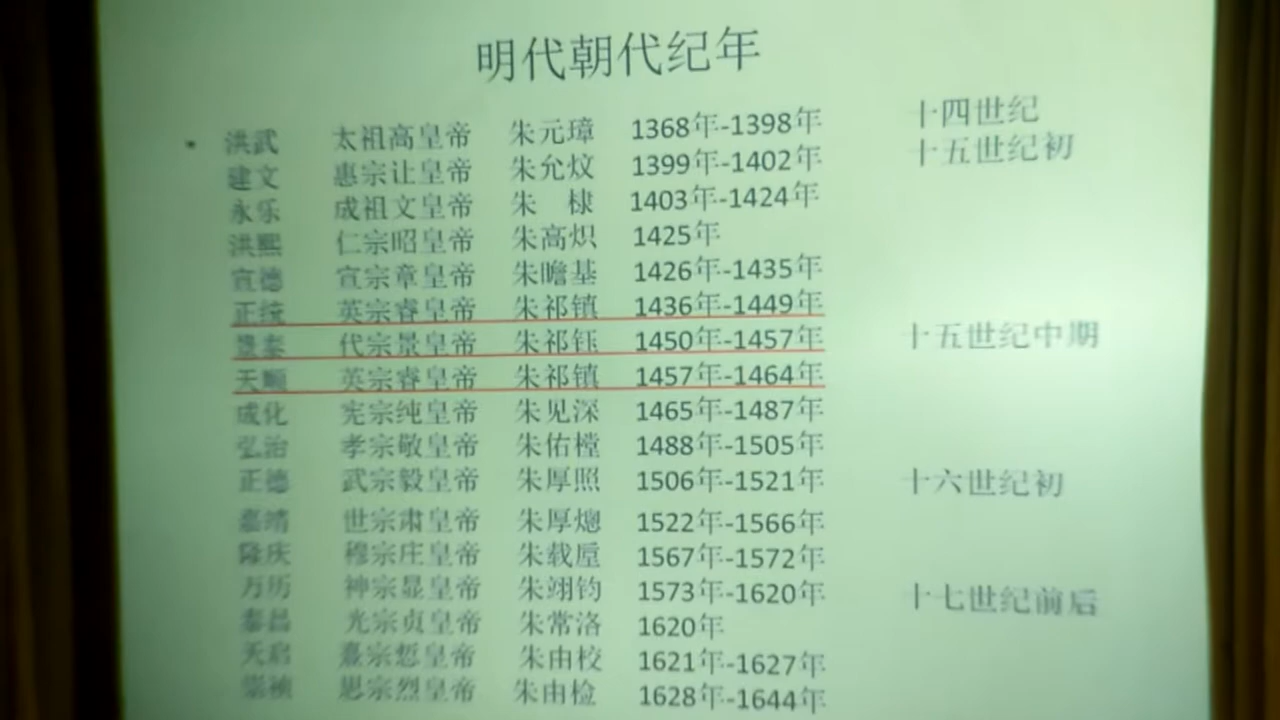 明代朝代纪年
洪武 太祖高皇帝 朱元璋 1368年-1398年 十四世纪
建文 惠宗让皇帝 朱允炆 1399年-1402年 十五世纪初
永乐 成祖文皇帝 朱 棣 1403年-1424年
洪熙 仁宗昭皇帝 朱高炽 1425年
宣德 宣宗章皇帝 朱瞻基 1426年-1435年
正统 英宗睿皇帝 朱祁镇 1436年-1449年
景泰 代宗景皇帝 朱祁钰 1450年-1457年 十五世纪中期
天顺 英宗睿皇帝 朱祁镇 1457年-1464年
成化 宪宗纯皇帝 朱见深 1465年-1487年
弘治 孝宗敬皇帝 朱佑樘 1488年-1505年
正德 武宗毅皇帝 朱厚照 1506年-1521年 十六世纪初
嘉靖 世宗肃皇帝 朱厚熜 1522年-1566年
隆庆 穆宗庄皇帝 朱载垕 1567年-1572年
万历 神宗显皇帝 朱翊钧 1573年-1620年 十七世纪前后
泰昌 光宗贞皇帝 朱常洛 1620年
天启 熹宗悊皇帝 朱由校 1621年-1627年
崇祯 思宗烈皇帝 朱由检 1628年-1644年